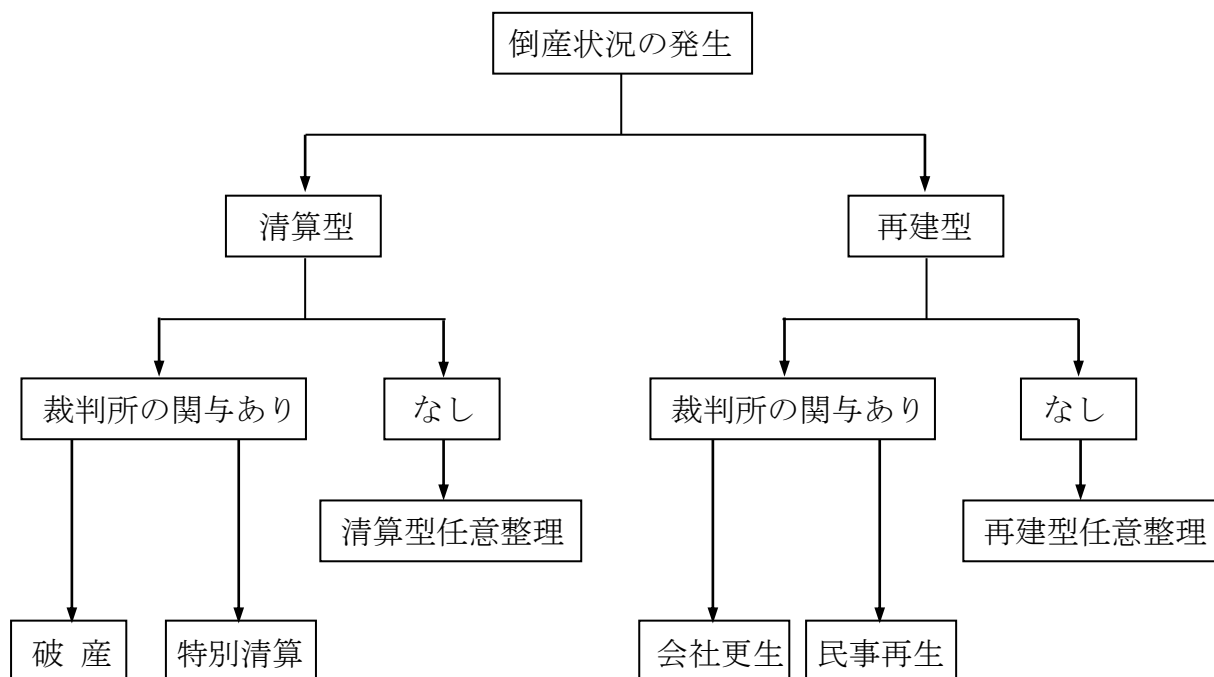 倒産状況の発生
清算型
再建型
裁判所の関与あり
なし
裁判所の関与あり
なし
清算型任意整理
再建型任意整理
破 産
特別清算
会社更生
民事再生